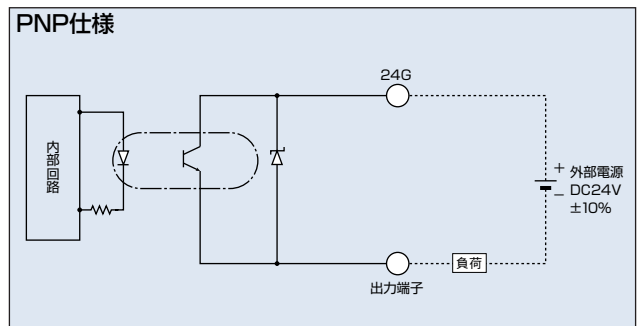 PNP仕様
24G
内部回路
+
外部電源
DC24V
−
±10%
負荷
出力端子